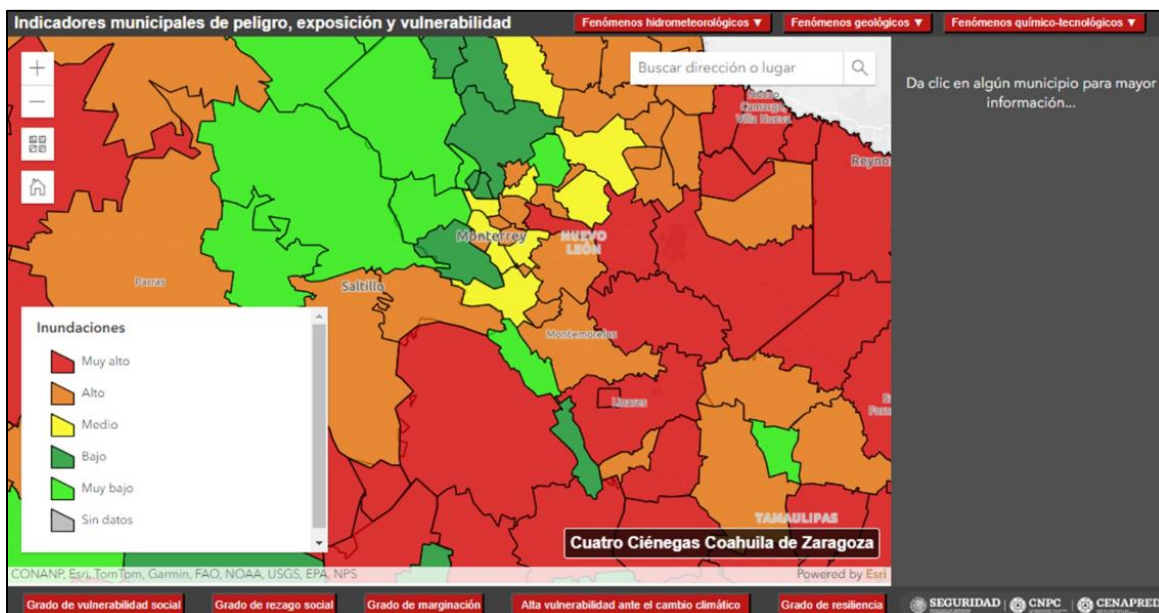 Indicadores municipales de peligro, exposición y vulnerabilidad
Fenómenos hidrometeorológicos ▼
Fenómenos geológicos ▼
Fenómenos químico-tecnológicos ▼
+
−
Buscar dirección o lugar
Da clic en algún municipio para mayor
información...
Camargo,
Villa Nueva
Reyno
Monterrey
NUEVO
LEÓN
Parras
Saltillo
Montemorelos
Linares
TAMAULIPAS
Inundaciones
Muy alto
Alto
Medio
Bajo
Muy bajo
Sin datos
Cuatro Ciénegas Coahuila de Zaragoza
CONANP, Esri, TomTom, Garmin, FAO, NOAA, USGS, EPA, NPS
Powered by Esri
Grado de vulnerabilidad social
Grado de rezago social
Grado de marginación
Alta vulnerabilidad ante el cambio climático
Grado de resiliencia
SEGURIDAD
CNPC
CENAPRED